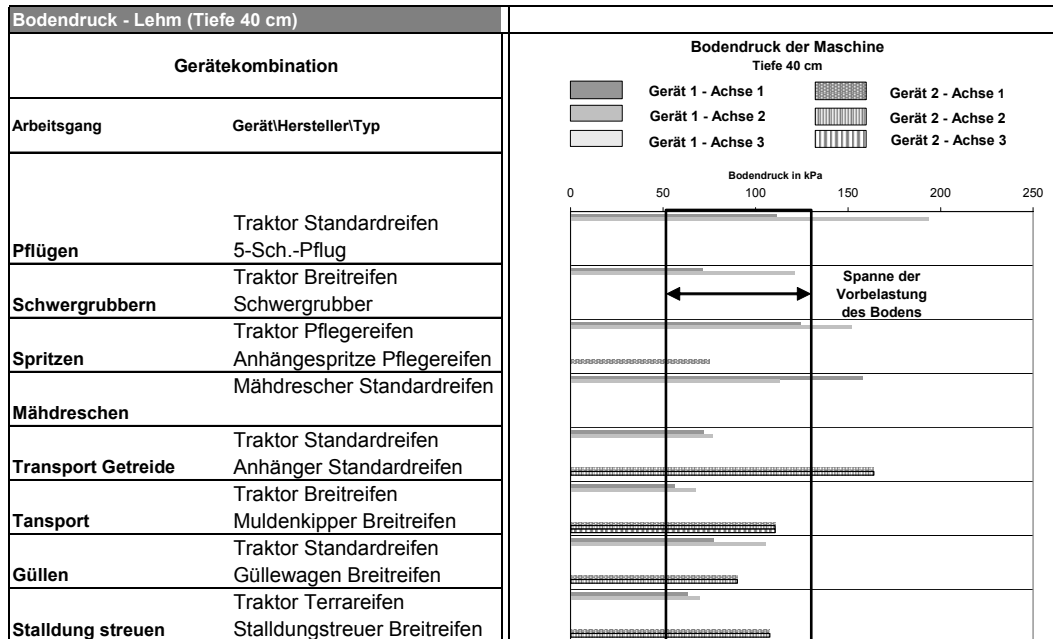 Bodendruck - Lehm (Tiefe 40 cm)
Gerätekombination
Arbeitsgang Gerät\Hersteller\Typ
Bodendruck der Maschine
Tiefe 40 cm
Gerät 1 - Achse 1 Gerät 2 - Achse 1
Gerät 1 - Achse 2 Gerät 2 - Achse 2
Gerät 1 - Achse 3 Gerät 2 - Achse 3
Bodendruck in kPa
0 50 100 150 200 250
Traktor Standardreifen
Pflügen 5-Sch.-Pflug
Traktor Breitreifen
Schwergrubbern Schwergrubber
Spanne der
Vorbelastung
des Bodens
Traktor Pflegereifen
Spritzen Anhängespritze Pflegereifen
Mähdrescher Standardreifen
Mähdreschen
Traktor Standardreifen
Transport Getreide Anhänger Standardreifen
Traktor Breitreifen
Tansport Muldenkipper Breitreifen
Traktor Standardreifen
Güllen Güllewagen Breitreifen
Traktor Terrareifen
Stalldung streuen Stalldungstreuer Breitreifen